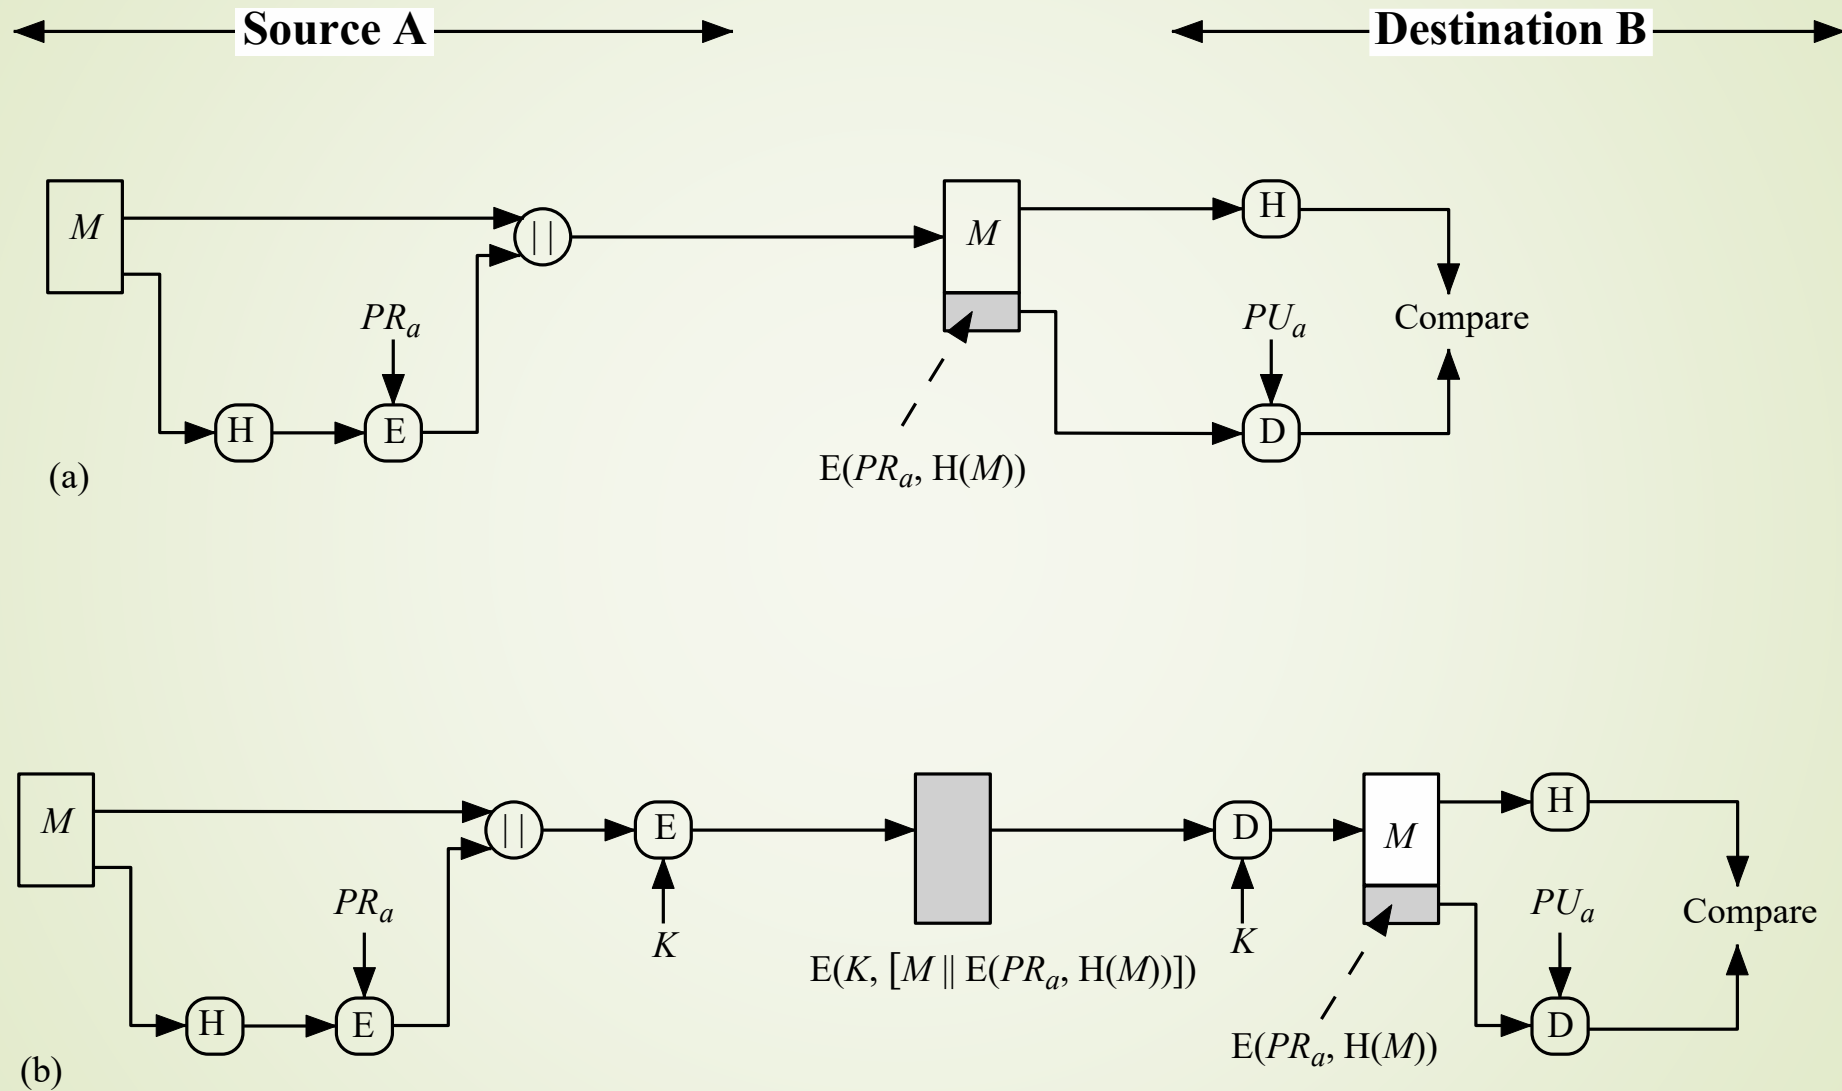 Source A
Destination B
M
||
M
H
PRa
PUa
Compare
H
E
D
E(PRa, H(M))
(a)
M
||
E
D
M
H
PRa
K
K
PUa
Compare
E(K, [M || E(PRa, H(M))])
H
E
D
E(PRa, H(M))
(b)